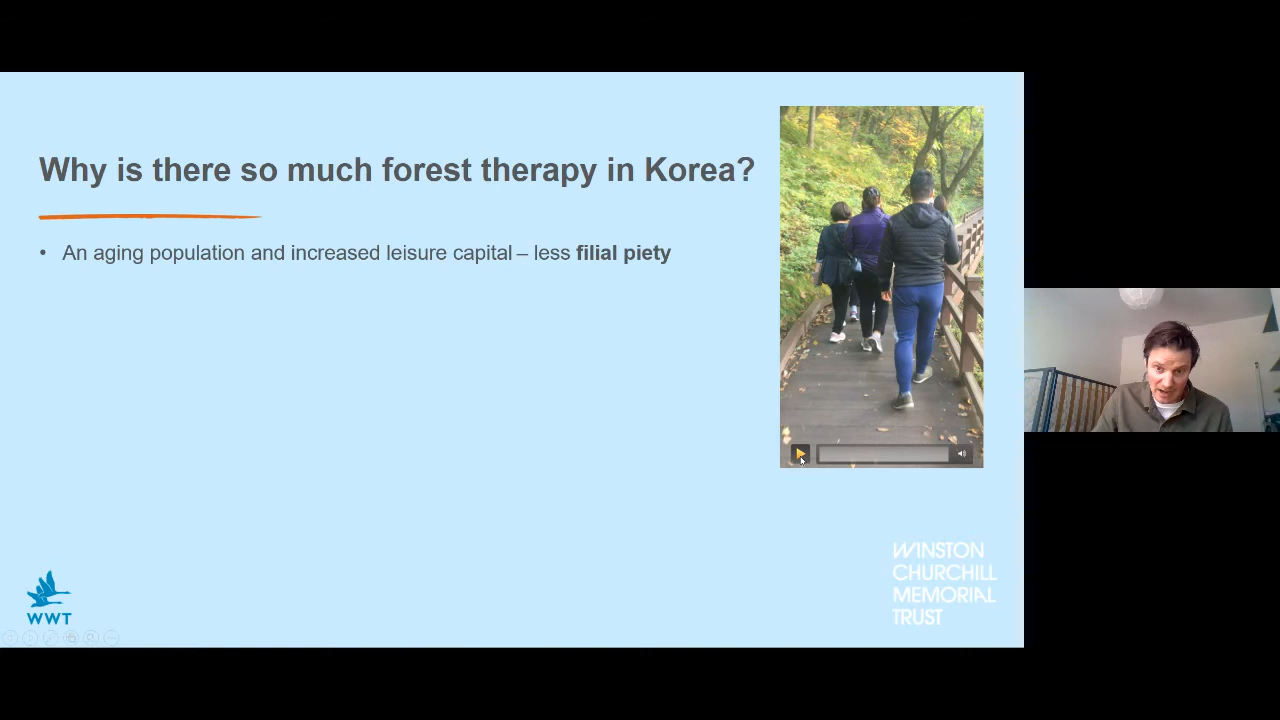 Why is there so much forest therapy in Korea?
• An aging population and increased leisure capital – less filial piety
WWT
WINSTON
CHURCHILL
MEMORIAL
TRUST